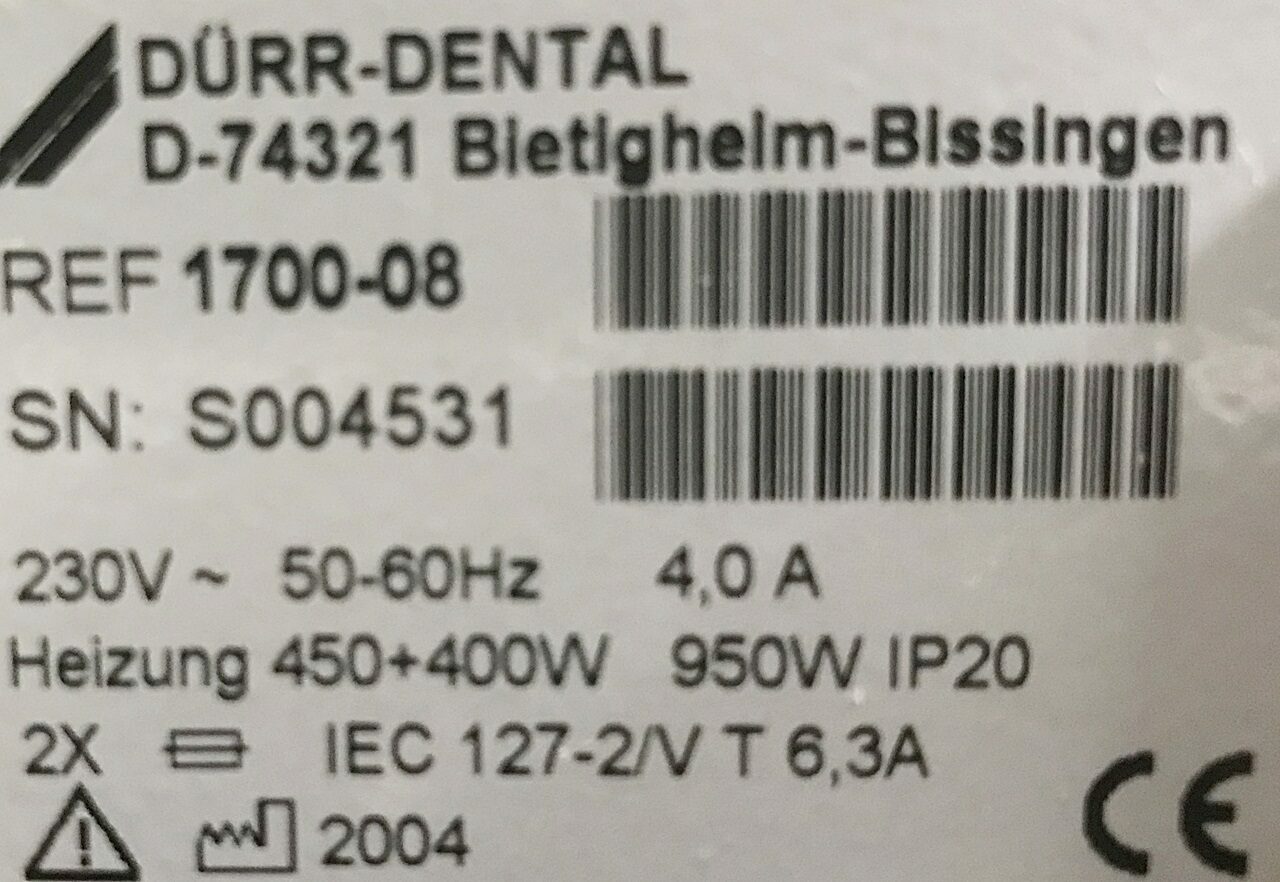 DÜRR-DENTAL
D-74321 Bietigheim-Bissingen
REF 1700-08
SN: S004531
230V ~ 50-60Hz 4,0 A
Heizung 450+400W 950W IP20
2X IEC 127-2/V T 6,3A
2004 CE